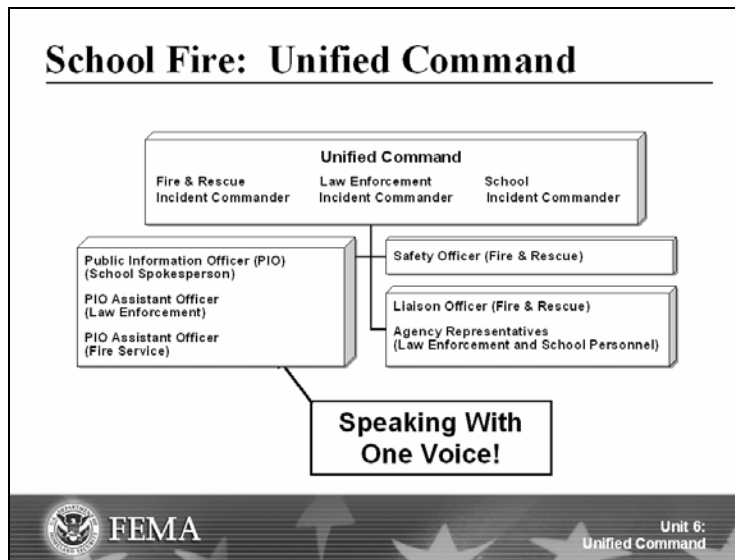 School Fire: Unified Command
Unified Command
Fire & Rescue
Incident Commander
Law Enforcement
Incident Commander
School
Incident Commander
Public Information Officer (PIO)
(School Spokesperson)
PIO Assistant Officer
(Law Enforcement)
PIO Assistant Officer
(Fire Service)
Safety Officer (Fire & Rescue)
Liaison Officer (Fire & Rescue)
Agency Representatives
(Law Enforcement and School Personnel)
Speaking With
One Voice!
FEMA
Unit 6:
Unified Command